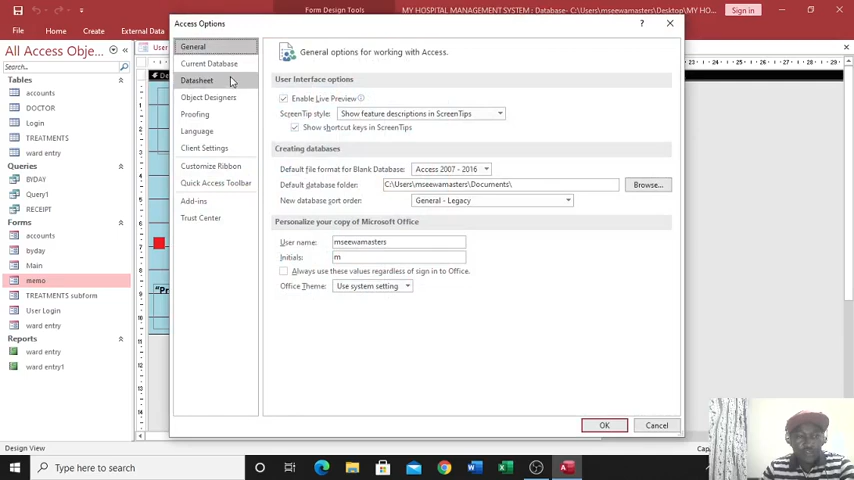 Form Design Tools
MY HOSPITAL MANAGEMENT SYSTEM : Database- C:\Users\mseewamasters\Desktop\MY HO...
Sign in
File
Home
Create
External Data
All Access Obje
Search...
Tables
accounts
DOCTOR
Login
TREATMENTS
ward entry
Queries
BYDAY
Query1
RECEIPT
Forms
accounts
byday
Main
memo
TREATMENTS subform
User Login
ward entry
Reports
ward entry
ward entry1
Design View
User
"Pr
Access Options
General
Current Database
Datasheet
Object Designers
Proofing
Language
Client Settings
Customize Ribbon
Quick Access Toolbar
Add-ins
Trust Center
General options for working with Access.
User Interface options
Enable Live Preview
ScreenTip style: Show feature descriptions in ScreenTips
Show shortcut keys in ScreenTips
Creating databases
Default file format for Blank Database: Access 2007 - 2016
Default database folder: C:\Users\mseewamasters\Documents\ Browse...
New database sort order: General - Legacy
Personalize your copy of Microsoft Office
User name: mseewamasters
Initials: m
Always use these values regardless of sign in to Office.
Office Theme: Use system setting
OK Cancel
Type here to search